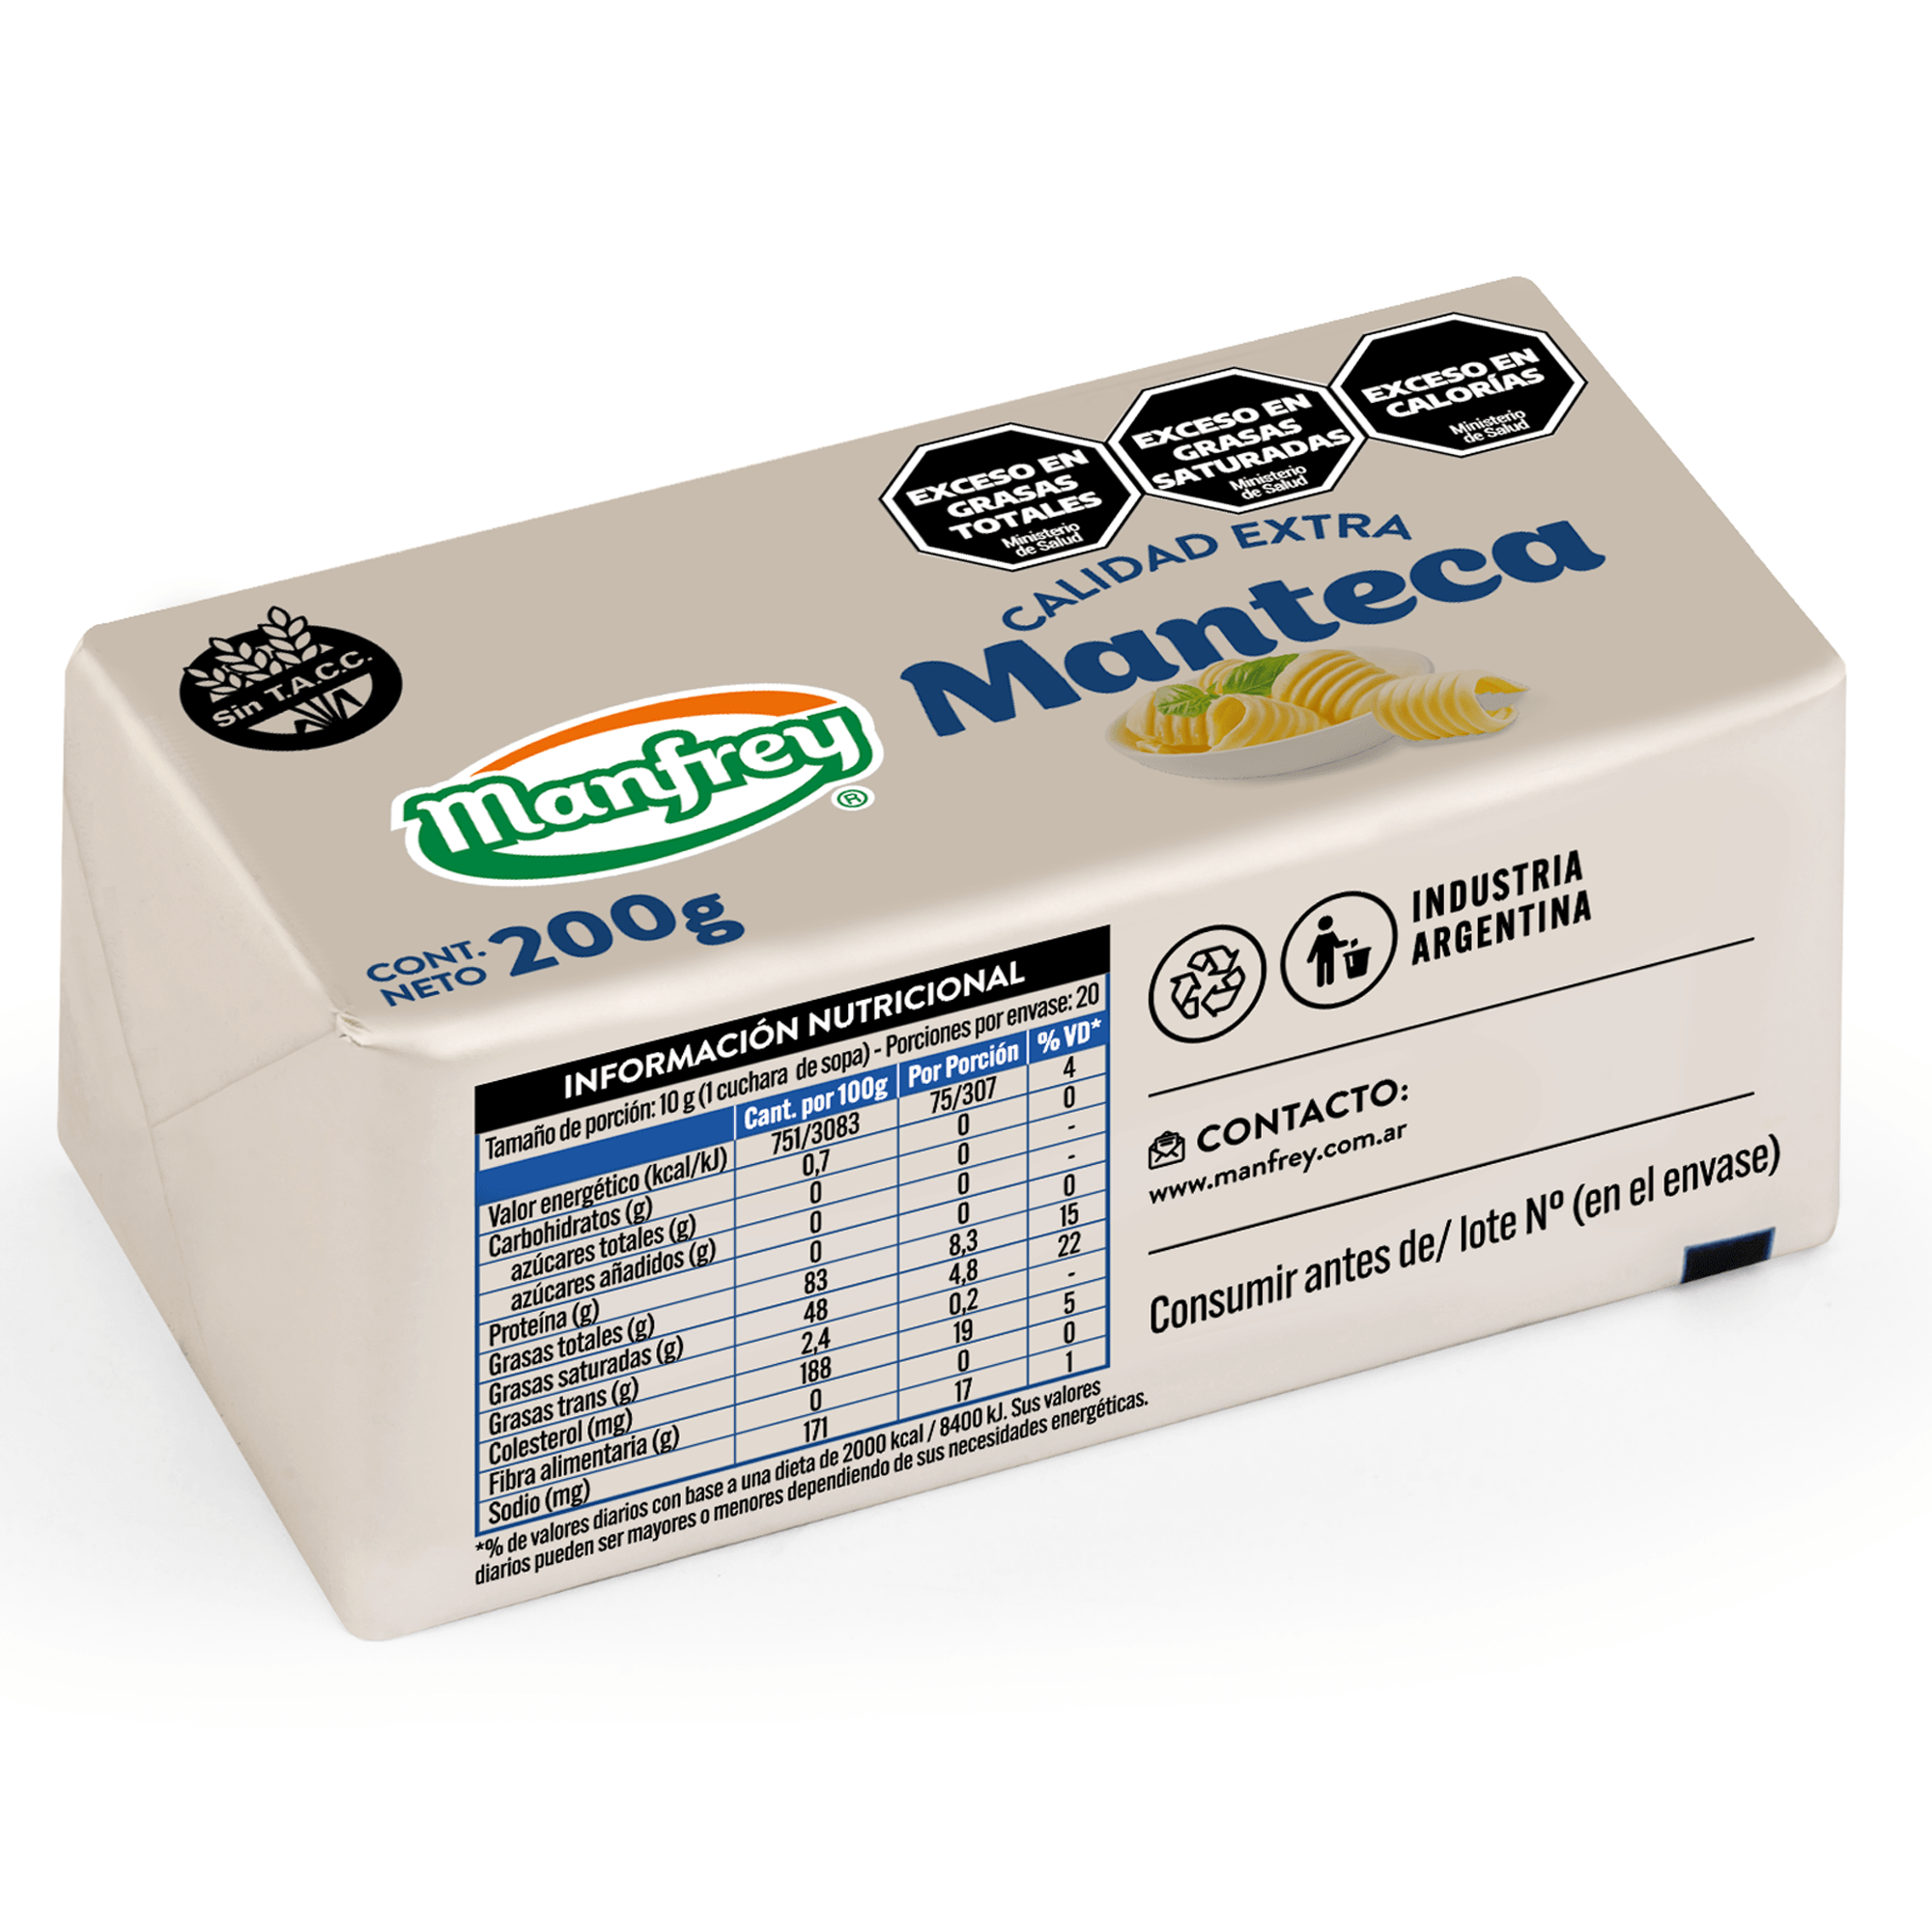 EXCESO EN
GRASAS
TOTALES
Ministerio
de Salud
EXCESO EN
GRASAS
SATURADAS
Ministerio
de Salud
EXCESO EN
CALORÍAS
Ministerio
de Salud
CALIDAD EXTRA
Manteca
Sin T.A.C.C.
Manfrey
®
CONT.
NETO 200g
INFORMACIÓN NUTRICIONAL
Tamaño de porción: 10 g (1 cuchara de sopa) - Porciones por envase: 20
Cant. por 100g Por Porción % VD*
Valor energético (kcal/kJ) 751/3083 75/307 4
Carbohidratos (g) 0,7 0 0
azúcares totales (g) 0 0 -
azúcares añadidos (g) 0 0 -
Proteína (g) 0 0 0
Grasas totales (g) 83 8,3 15
Grasas saturadas (g) 48 4,8 22
Grasas trans (g) 2,4 0,2 -
Colesterol (mg) 188 19 5
Fibra alimentaria (g) 0 0 0
Sodio (mg) 171 17 1
*% de valores diarios con base a una dieta de 2000 kcal / 8400 kJ. Sus valores
diarios pueden ser mayores o menores dependiendo de sus necesidades energéticas.
INDUSTRIA
ARGENTINA
CONTACTO:
www.manfrey.com.ar
Consumir antes de/ lote Nº (en el envase)